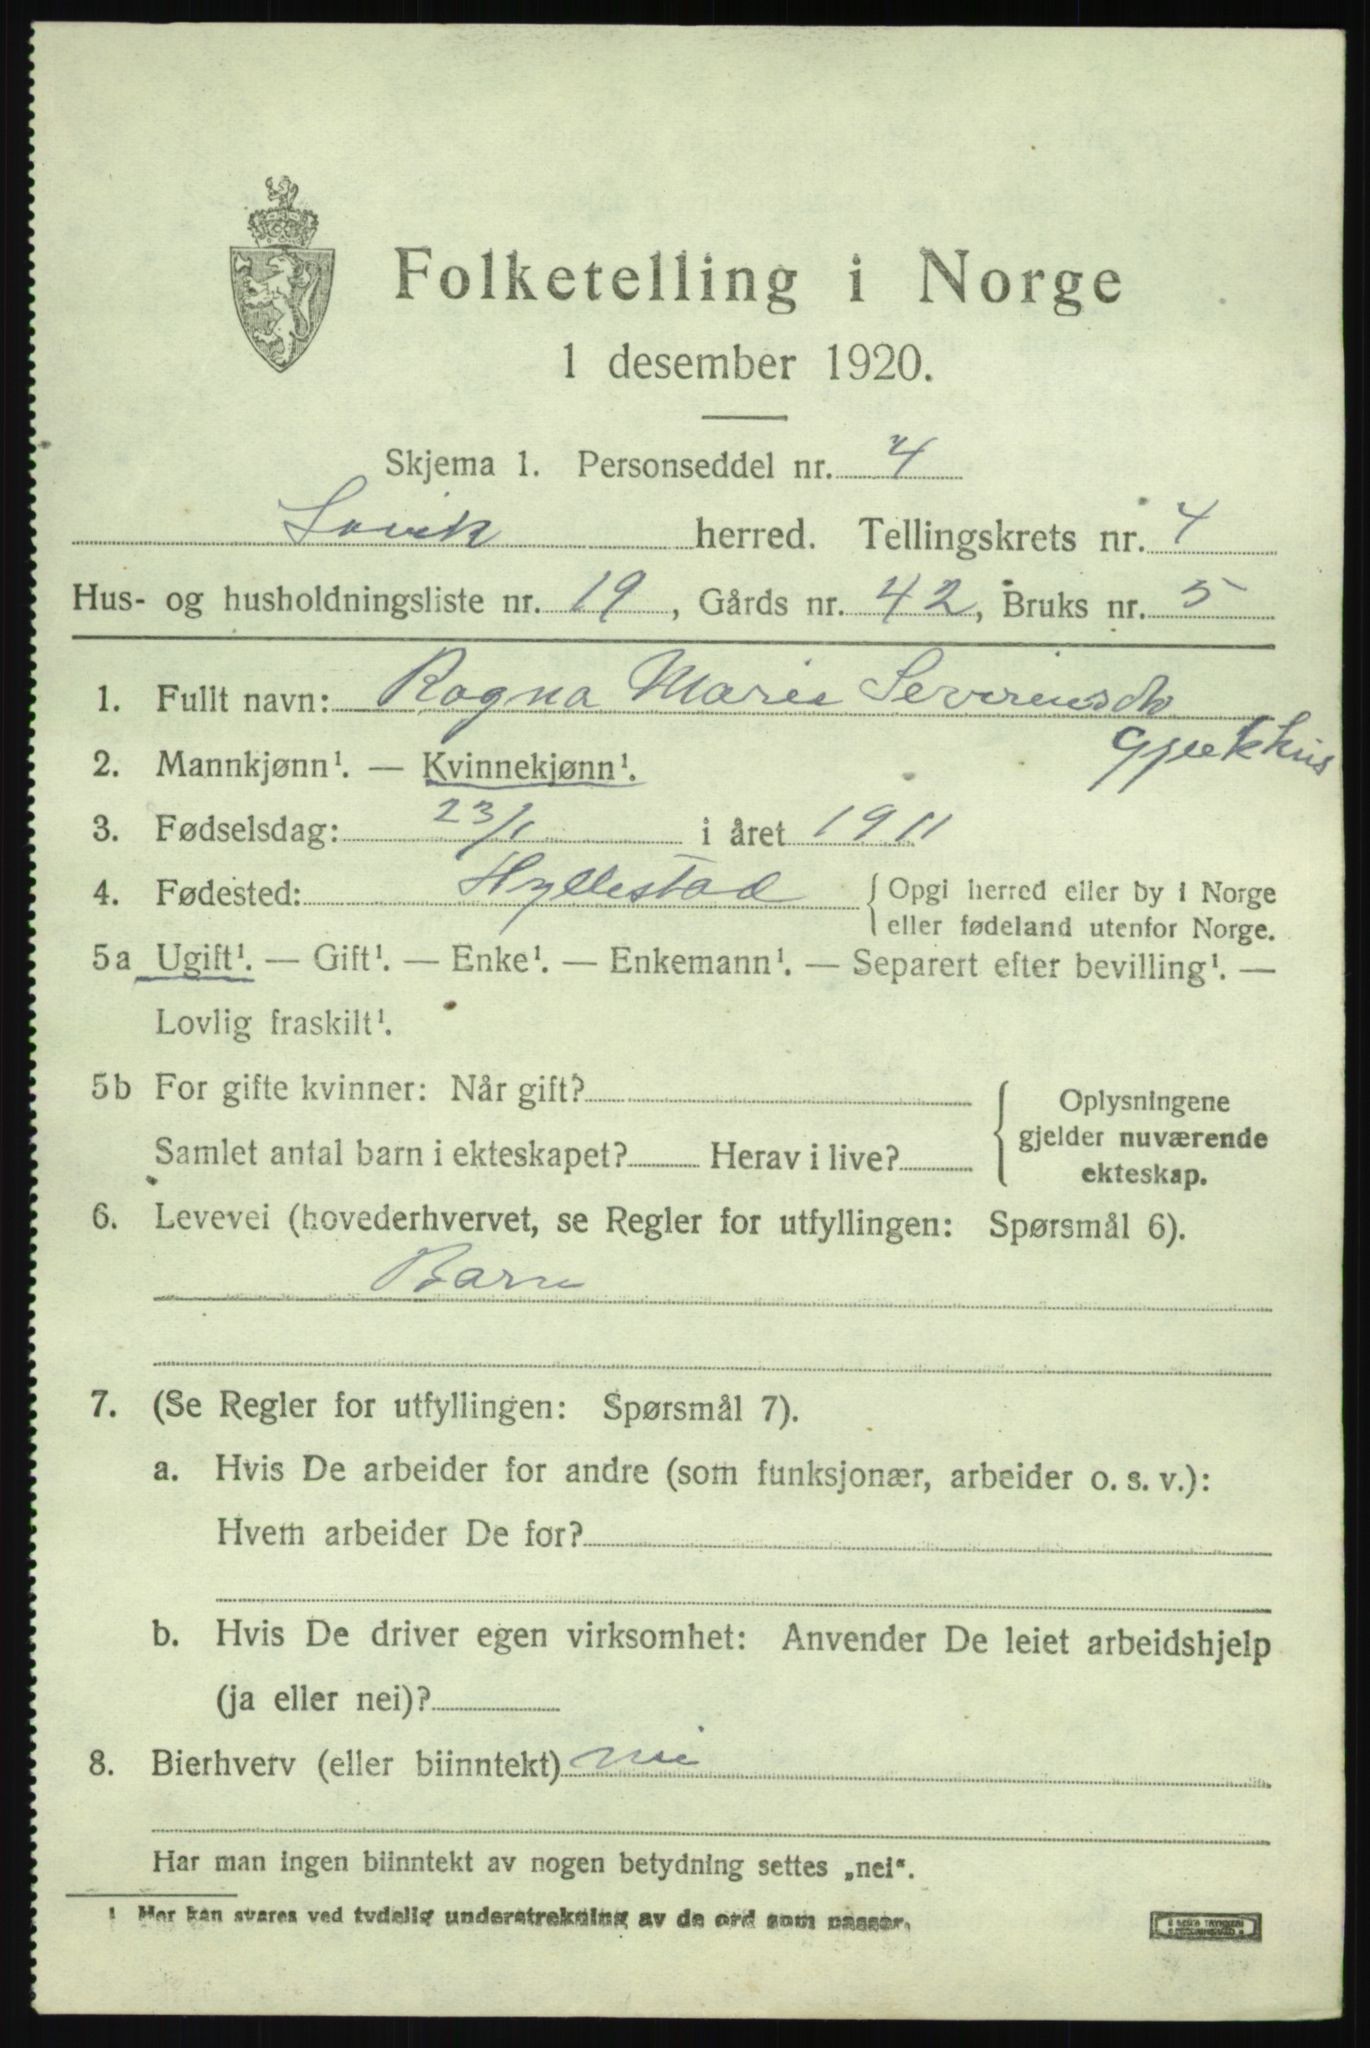 Folketelling i Norge
1 desember 1920.
Skjema 1. Personseddel nr. 4
Lavik herred. Tellingskrets nr. 4
Hus- og husholdningsliste nr. 19, Gårds nr. 42, Bruks nr. 5
1. Fullt navn: Ragna Marie Severinsdtr
Gjekkhus
2. Mannkjønn¹. — Kvinnekjønn¹.
3. Fødselsdag: 23/1 i året 1911
4. Fødested: Hyllestad { Opgi herred eller by i Norge
eller fødeland utenfor Norge.
5a Ugift¹. — Gift¹. — Enke¹. — Enkemann¹. — Separert efter bevilling¹. —
Lovlig fraskilt¹.
5b For gifte kvinner: Når gift?
Samlet antal barn i ekteskapet? Herav i live?
{ Oplysningene
gjelder nuværende
ekteskap.
6. Levevei (hovederhvervet, se Regler for utfyllingen: Spørsmål 6).
Barn
7. (Se Regler for utfyllingen: Spørsmål 7).
a. Hvis De arbeider for andre (som funksjonær, arbeider o. s. v.):
Hvem arbeider De for?
b. Hvis De driver egen virksomhet: Anvender De leiet arbeidshjelp
(ja eller nei)?
8. Bierhverv (eller biinntekt) nei
Har man ingen biinntekt av nogen betydning settes „nei“.
1 Her kan svares ved tydelig understrekning av de ord som passer.